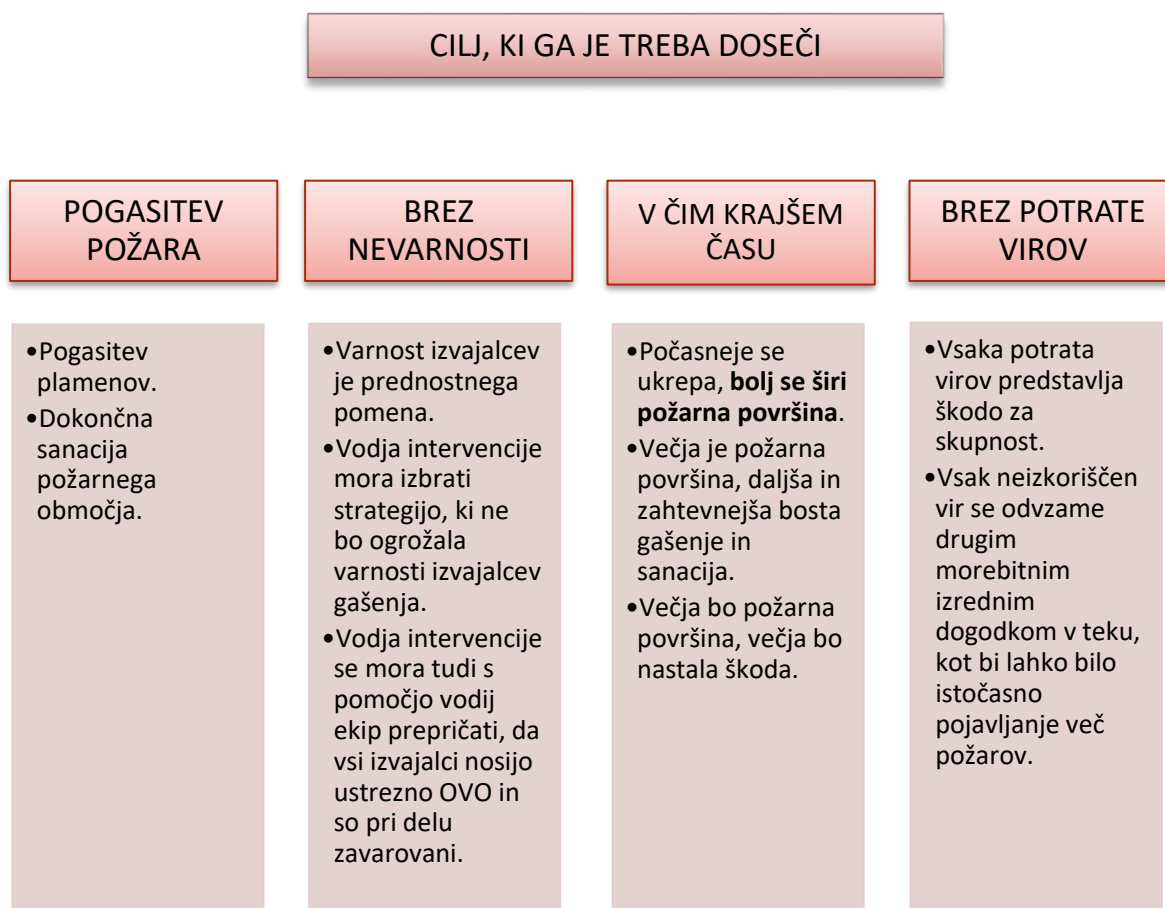 CILJ, KI GA JE TREBA DOSEČI
POGASITEV
POŽARA
•Pogasitev
plamenov.
•Dokončna
sanacija
požarnega
območja.
BREZ
NEVARNOSTI
•Varnost izvajalcev
je prednostnega
pomena.
•Vodja intervencije
mora izbrati
strategijo, ki ne
bo ogrožala
varnosti izvajalcev
gašenja.
•Vodja intervencije
se mora tudi s
pomočjo vodij
ekip prepričati, da
vsi izvajalci nosijo
ustrezno OVO in
so pri delu
zavarovani.
V ČIM KRAJŠEM
ČASU
•Počasneje se
ukrepa, bolj se širi
požarna površina.
•Večja je požarna
površina, daljša in
zahtevnejša bosta
gašenje in
sanacija.
•Večja bo požarna
površina, večja bo
nastala škoda.
BREZ POTRATE
VIROV
•Vsaka potrata
virov predstavlja
škodo za
skupnost.
•Vsak neizkoriščen
vir se odvzame
drugim
morebitnim
izrednim
dogodkom v teku,
kot bi lahko bilo
istočasno
pojavljanje več
požarov.